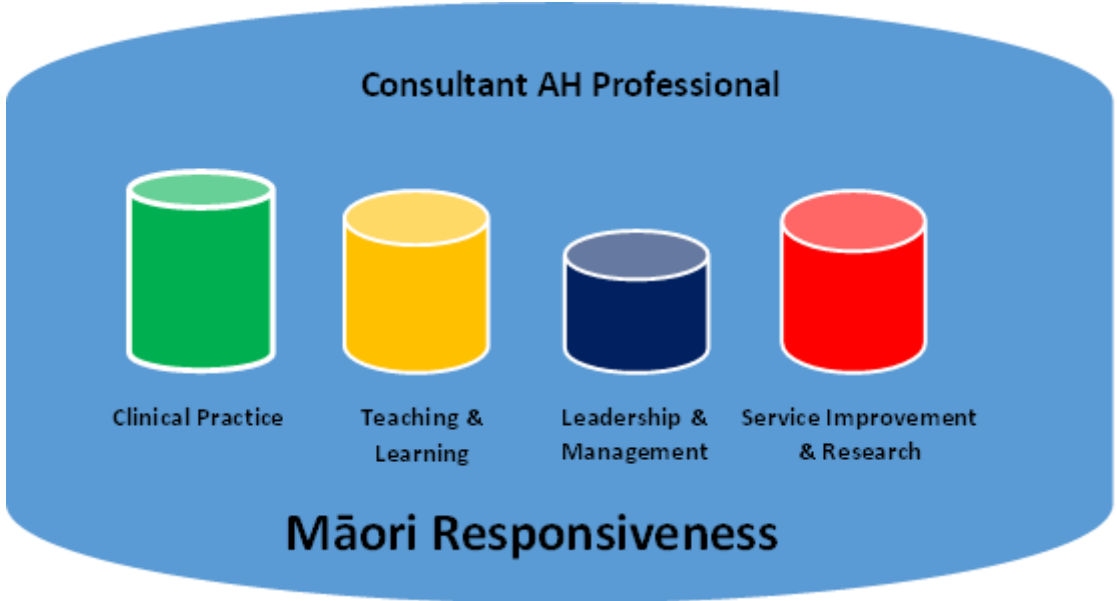 Consultant AH Professional
Clinical Practice
Teaching &
Learning
Leadership &
Management
Service Improvement
& Research
Māori Responsiveness